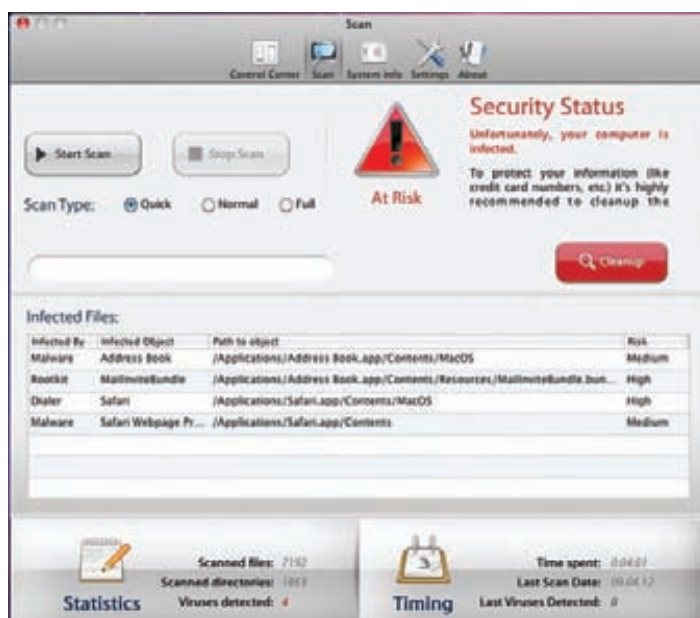 Scan
Control Center Scan System Info Settings About
Start Scan
Stop Scan
Scan Type: Quick Normal Full
At Risk
Security Status
Unfortunately, your computer is
infected.
To protect your information (like
credit card numbers, etc.) it's highly
recommended to cleanup the
Cleanup
Infected Files:
Infected By Infected Object Path to object Risk
Malware Address Book /Applications/Address Book.app/Contents/MacOS Medium
Rootkit MailInviteBundle /Applications/Address Book.app/Contents/Resources/MailInviteBundle.bun... High
Dialer Safari /Applications/Safari.app/Contents/MacOS High
Malware Safari Webpage Pr... /Applications/Safari.app/Contents Medium
Statistics
Scanned files: 7192
Scanned directories:
Viruses detected: 4
3
Timing
Time spent: 0:04:01
Last Scan Date:
Last Viruses Detected: